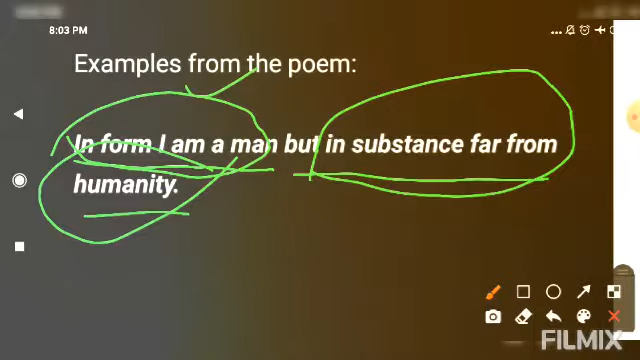 8:03 PM
Examples from the poem:
In form I am a man but in substance far from
humanity.
FILMIX